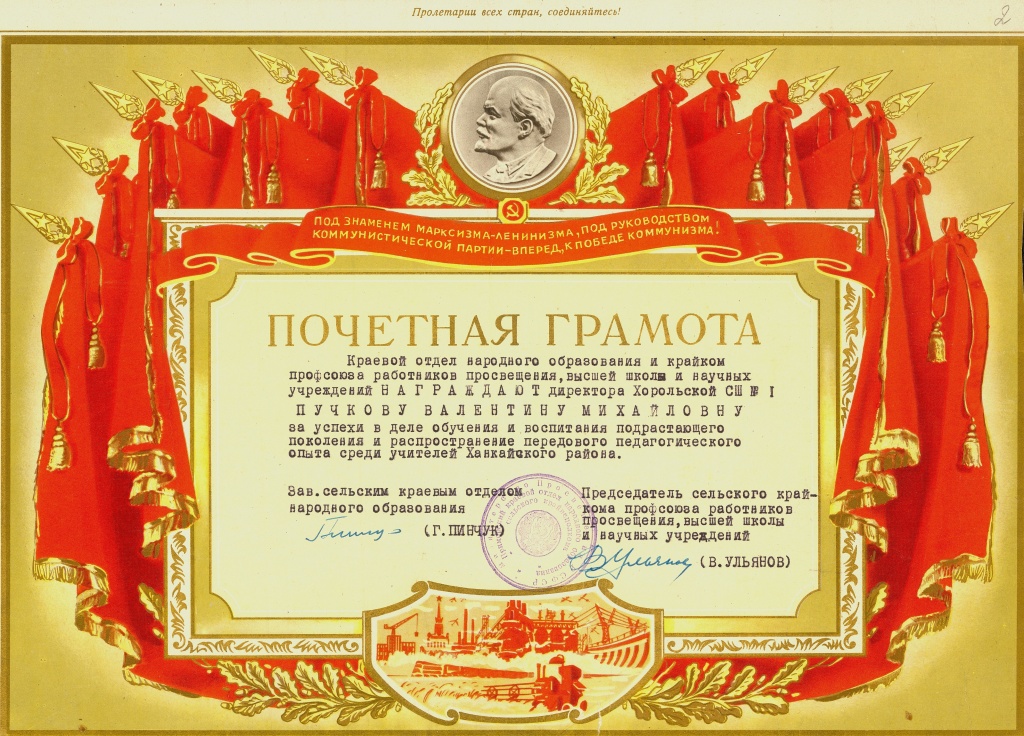 Пролетарии всех стран, соединяйтесь!
2
ПОД ЗНАМЕНЕМ МАРКСИЗМА-ЛЕНИНИЗМА, ПОД РУКОВОДСТВОМ
КОММУНИСТИЧЕСКОЙ ПАРТИИ–ВПЕРЕД, К ПОБЕДЕ КОММУНИЗМА!
ПОЧЕТНАЯ ГРАМОТА
Краевой отдел народного образования и крайком
профсоюза работников просвещения,высшей школы и научных
учреждений НАГРАЖДАЮТ директора Хорольской СШ № I
ПУЧКОВУ ВАЛЕНТИНУ МИХАЙЛОВНУ
за успехи в деле обучения и воспитания подрастающего
поколения и распространение передового педагогического
опыта среди учителей Ханкайского района.
Зав.сельским краевым отделом
народного образования
(Г.ПИНЧУК)
Председатель сельского край-
кома профсоюза работников
просвещения,высшей школы
и научных учреждений
В Ульянов (В.УЛЬЯНОВ)